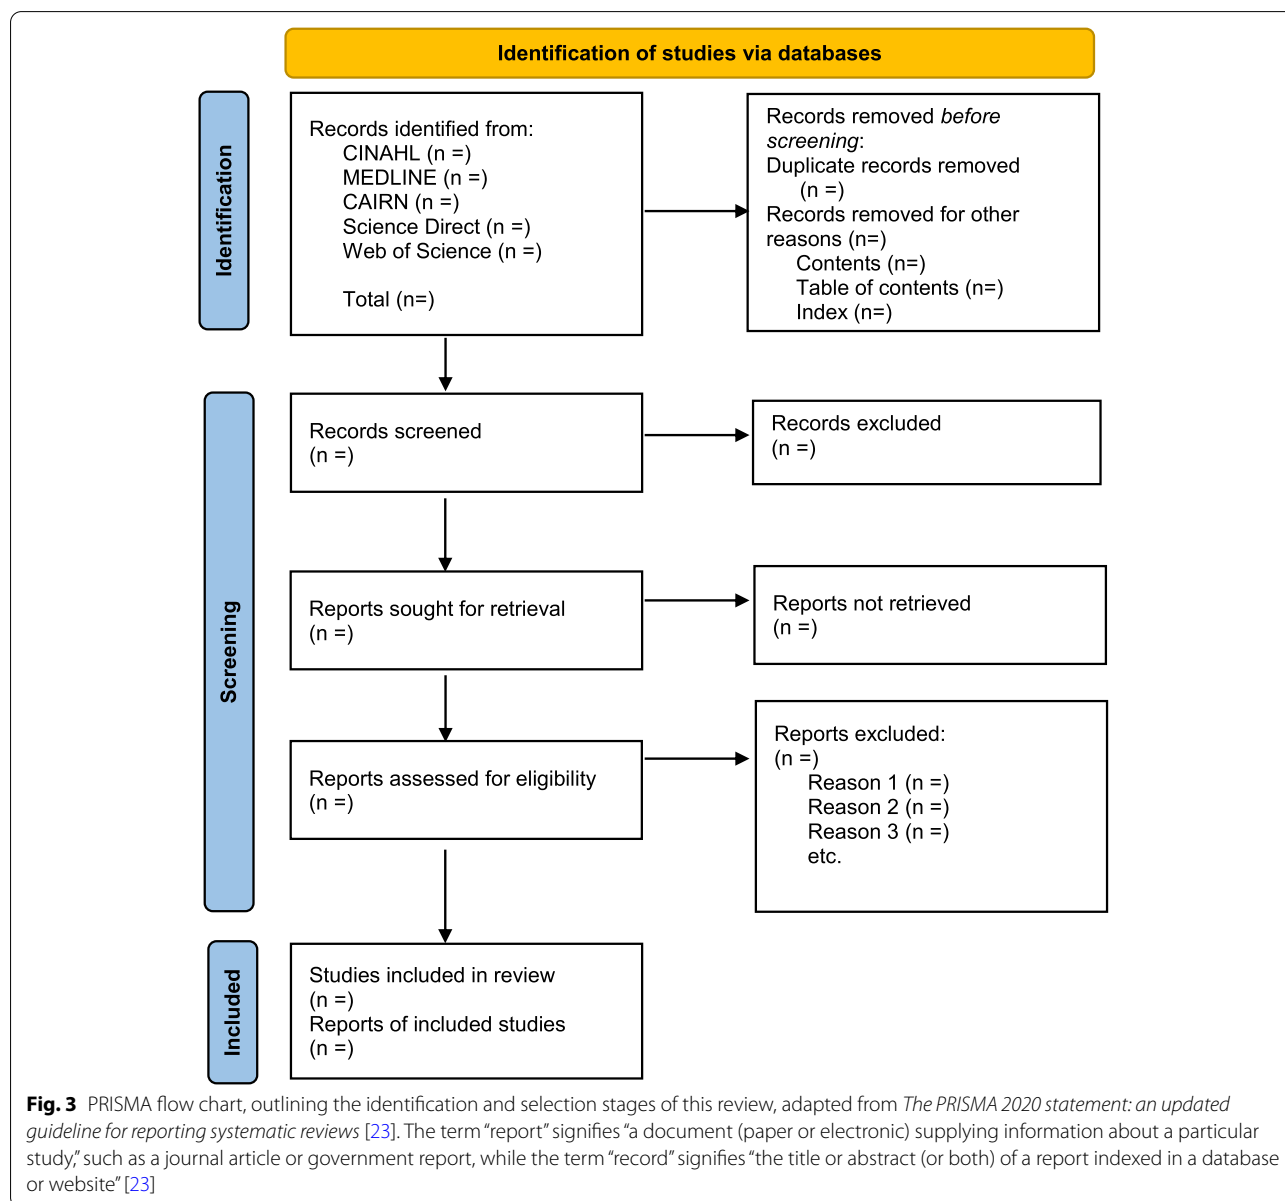 Identification of studies via databases
Identification
Records identified from:
CINAHL (n =)
MEDLINE (n =)
CAIRN (n =)
Science Direct (n =)
Web of Science (n =)
Total (n=)
Records removed before
screening:
Duplicate records removed
(n =)
Records removed for other
reasons (n=)
Contents (n=)
Table of contents (n=)
Index (n=)
Screening
Records screened
(n =)
Records excluded
(n =)
Reports sought for retrieval
(n =)
Reports not retrieved
(n =)
Reports assessed for eligibility
(n =)
Reports excluded:
(n =)
Reason 1 (n =)
Reason 2 (n =)
Reason 3 (n =)
etc.
Included
Studies included in review
(n =)
Reports of included studies
(n =)
Fig. 3 PRISMA flow chart, outlining the identification and selection stages of this review, adapted from The PRISMA 2020 statement: an updated
guideline for reporting systematic reviews [23]. The term “report” signifies “a document (paper or electronic) supplying information about a particular
study,” such as a journal article or government report, while the term “record” signifies “the title or abstract (or both) of a report indexed in a database
or website” [23]